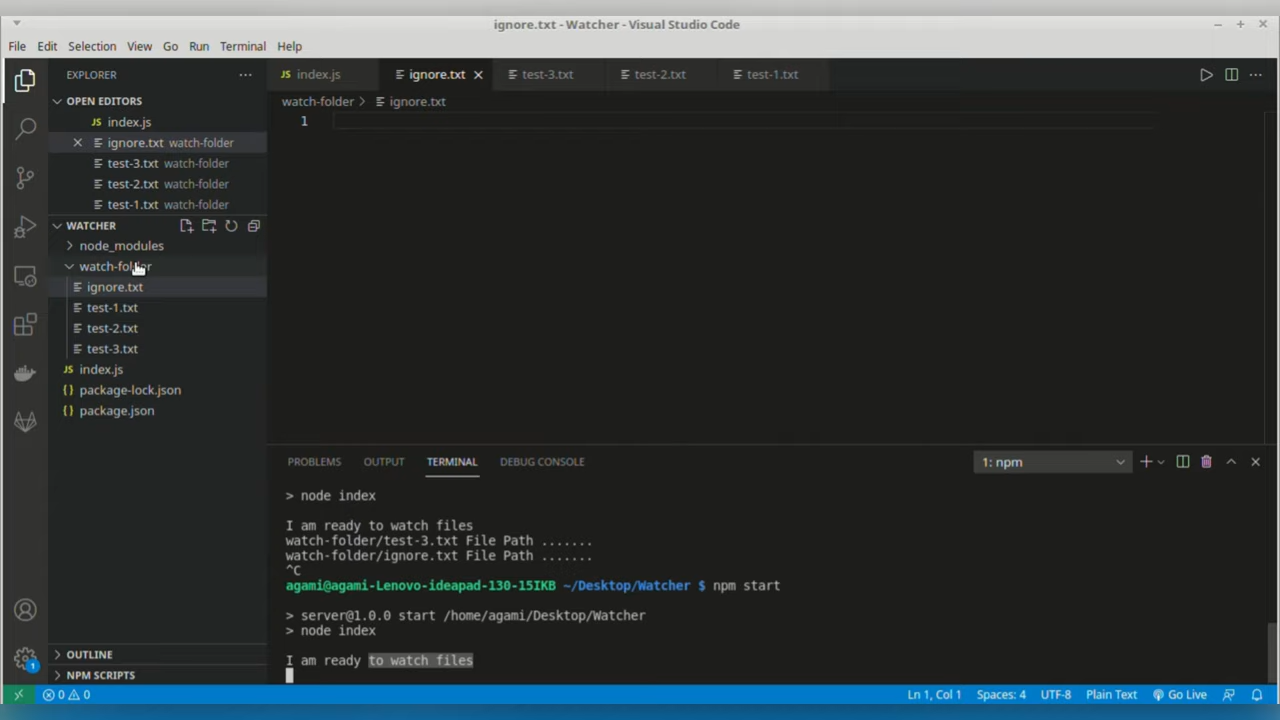 ignore.txt - Watcher - Visual Studio Code
File Edit Selection View Go Run Terminal Help
EXPLORER
OPEN EDITORS
JS index.js
ignore.txt watch-folder
test-3.txt watch-folder
test-2.txt watch-folder
test-1.txt watch-folder
WATCHER
node_modules
watch-folder
ignore.txt
test-1.txt
test-2.txt
test-3.txt
JS index.js
{} package-lock.json
{} package.json
OUTLINE
NPM SCRIPTS
JS index.js ignore.txt test-3.txt test-2.txt test-1.txt
watch-folder > ignore.txt
1
PROBLEMS OUTPUT TERMINAL DEBUG CONSOLE 1: npm
> node index
I am ready to watch files
watch-folder/test-3.txt File Path .......
watch-folder/ignore.txt File Path .......
^C
agami@agami-Lenovo-ideapad-130-15IKB ~/Desktop/Watcher $ npm start
> server@1.0.0 start /home/agami/Desktop/Watcher
> node index
I am ready to watch files
1
0 0 Ln 1, Col 1 Spaces: 4 UTF-8 Plain Text Go Live